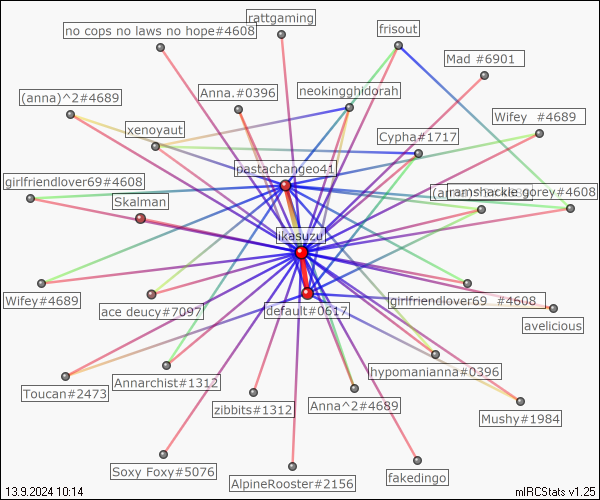 rattgaming
no cops no laws no hope#4608
frisout
Mad #6901
(anna)^2#4689
Anna.#0396
neokingghidorah
Wifey  #4689
xenoyaut
Cypha#1717
pastachangeo41
girlfriendlover69#4608
ramshackle gorey#4608
Skalman
ikasuzu
Wifey#4689
ace deucy#7097
default#0617
girlfriendlover69  #4608
avelicious
hypomanianna#0396
Toucan#2473
Annarchist#1312
zibbits#1312
Anna^2#4689
Mushy#1984
Soxy Foxy#5076
AlpineRooster#2156
fakedingo
13.9.2024 10:14
mIRCStats v1.25